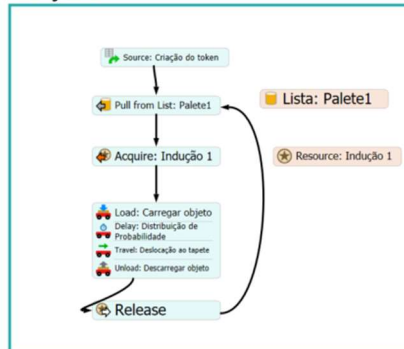 Source: Criação do token
Pull from List: Palete1
Lista: Palete1
Acquire: Indução 1
Resource: Indução 1
Load: Carregar objeto
Delay: Distribuição de
Probabilidade
Travel: Deslocação ao tapete
Unload: Descarregar objeto
Release